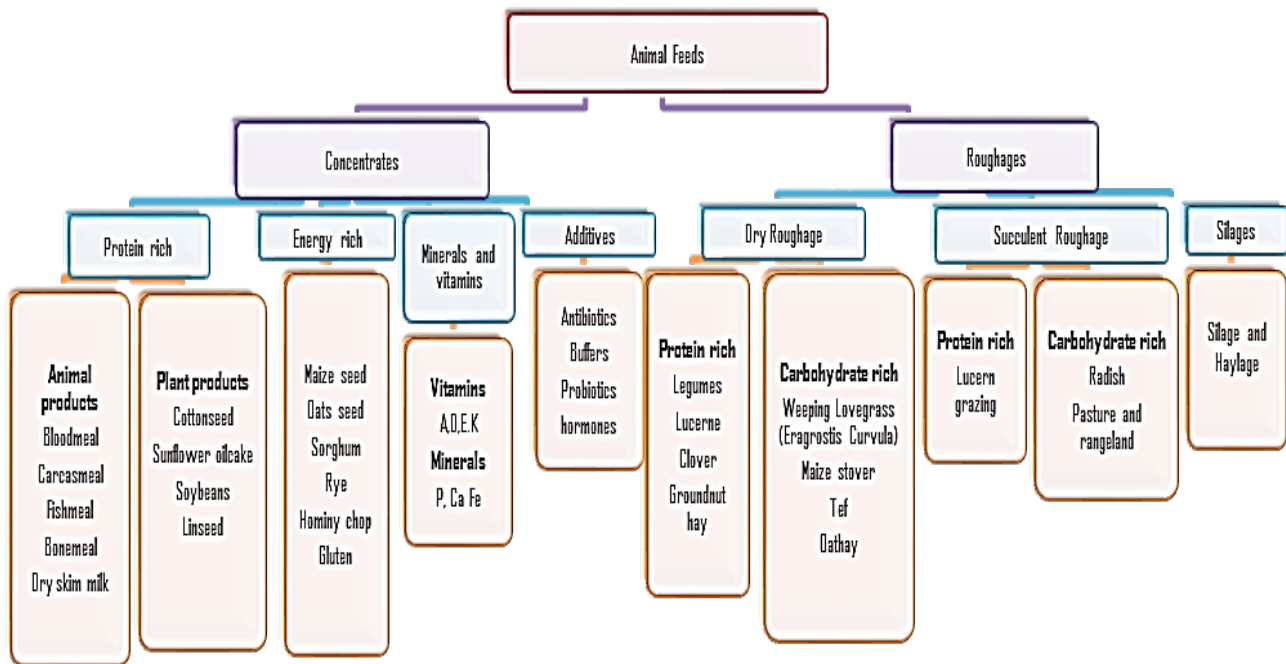 Animal Feeds
Concentrates
Roughages
Protein rich
Energy rich
Minerals and
vitamins
Additives
Dry Roughage
Succulent Roughage
Silages
Animal
products
Bloodmeal
Carcasmeal
Fishmeal
Bonemeal
Dry skim milk
Plant products
Cottonseed
Sunflower oilcake
Soybeans
Linseed
Maize seed
Oats seed
Sorghum
Rye
Hominy chop
Gluten
Vitamins
A,D,E.K
Minerals
P, Ca Fe
Antibiotics
Buffers
Probiotics
hormones
Protein rich
Legumes
Lucerne
Clover
Groundnut
hay
Carbohydrate rich
Weeping Lovegrass
(Eragrostis Curvula)
Maize stover
Tef
Oathay
Protein rich
Lucern
grazing
Carbohydrate rich
Radish
Pasture and
rangeland
Silage and
Haylage